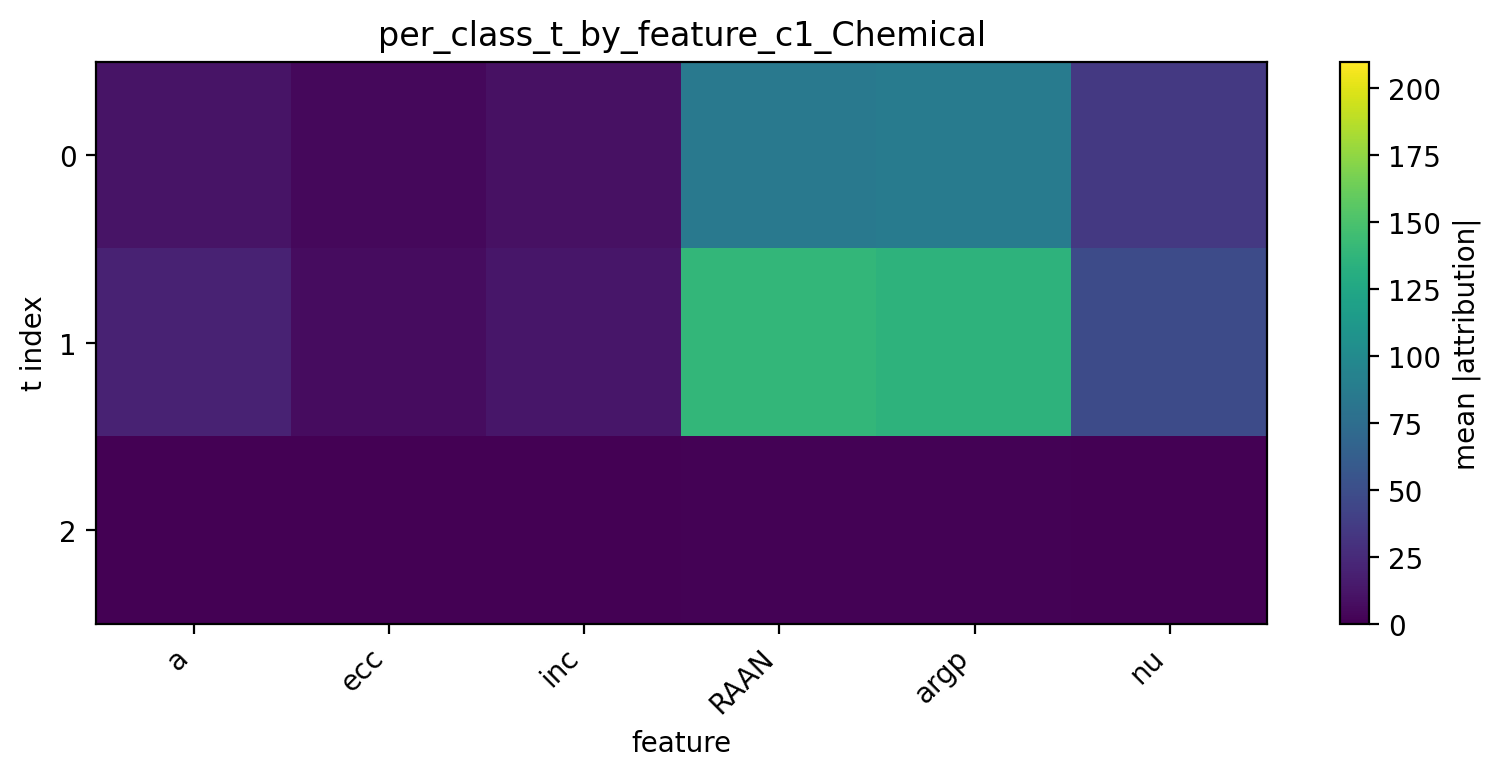 per_class_t_by_feature_c1_Chemical
t index
0
1
2
a
ecc
inc
RAAN
argp
nu
feature
200
175
150
125
100
75
50
25
0
mean |attribution|